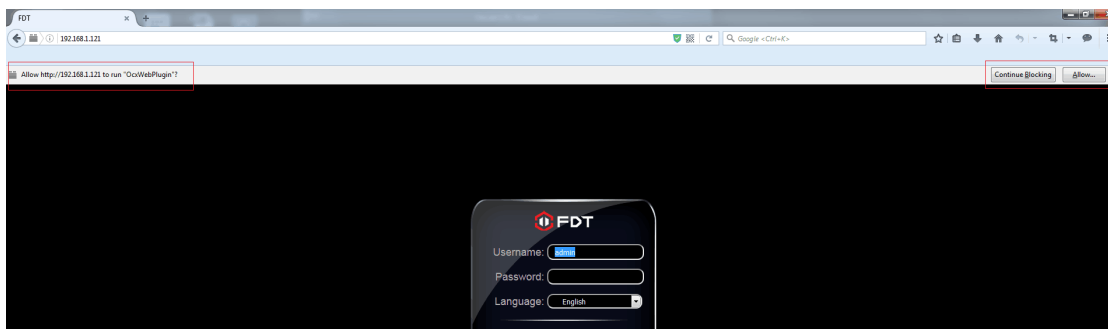 FDT
192.168.1.121
Google <Ctrl+K>
Allow http://192.168.1.121 to run "OcxWebPlugin"?
Continue Blocking
Allow...
FDT
Username: admin
Password:
Language: English